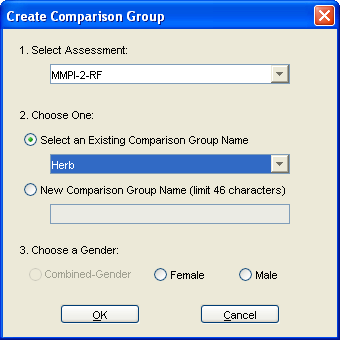 Create Comparison Group
1. Select Assessment:
MMPI-2-RF
2. Choose One:
Select an Existing Comparison Group Name
Herb
New Comparison Group Name (limit 46 characters)
3. Choose a Gender:
Combined-Gender Female Male
OK Cancel